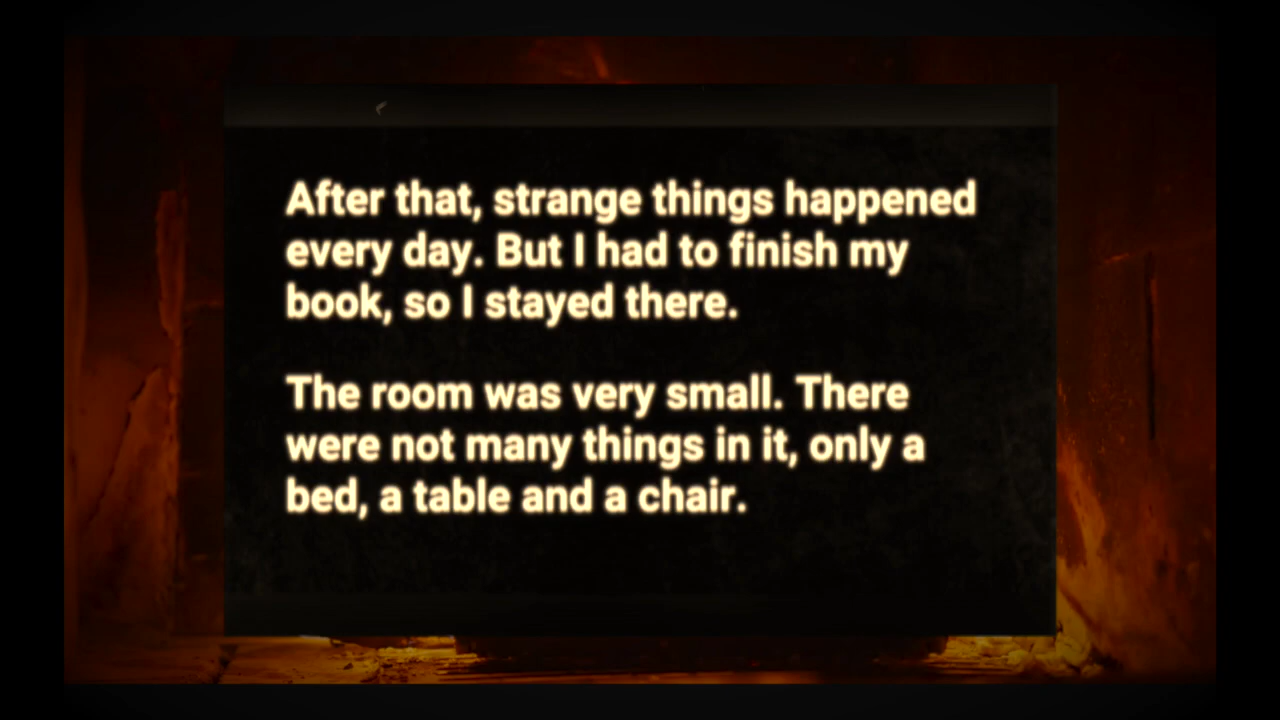 After that, strange things happened
every day. But I had to finish my
book, so I stayed there.
The room was very small. There
were not many things in it, only a
bed, a table and a chair.